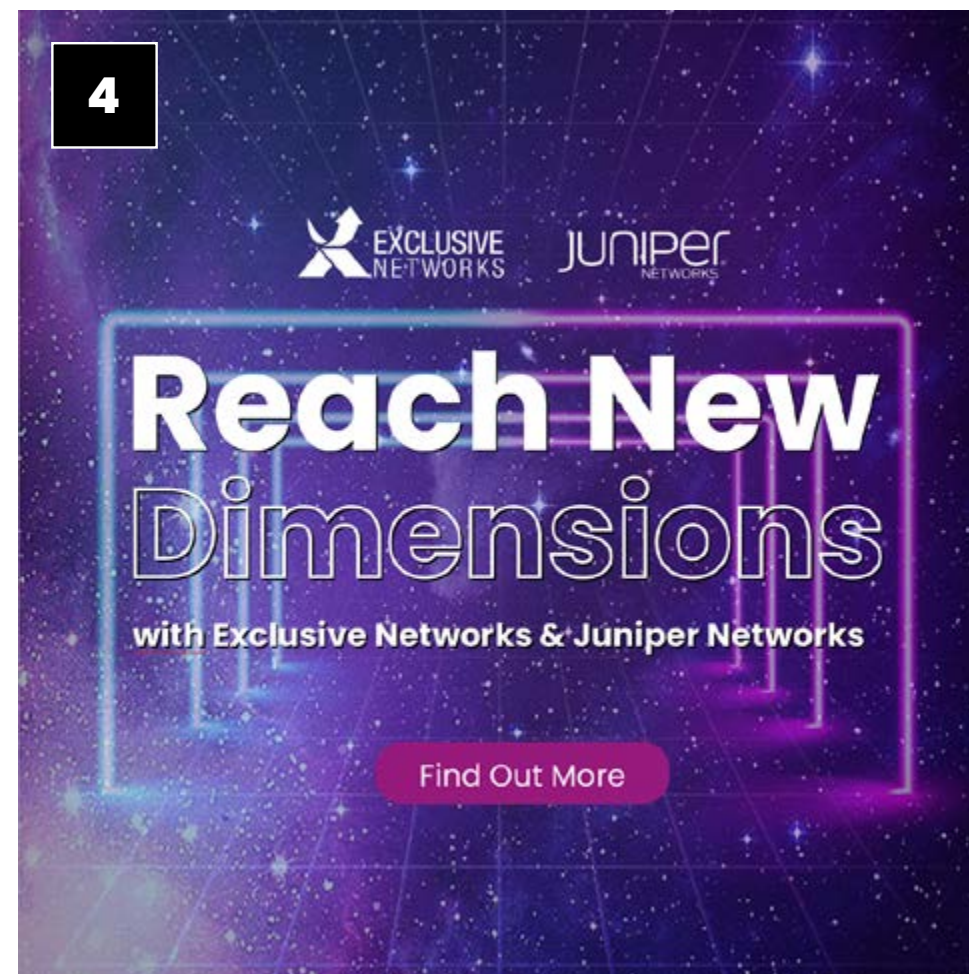 4
EXCLUSIVE NETWORKS
JUNIPEr NETWORKS
Reach New
Dimensions
with Exclusive Networks & Juniper Networks
Find Out More